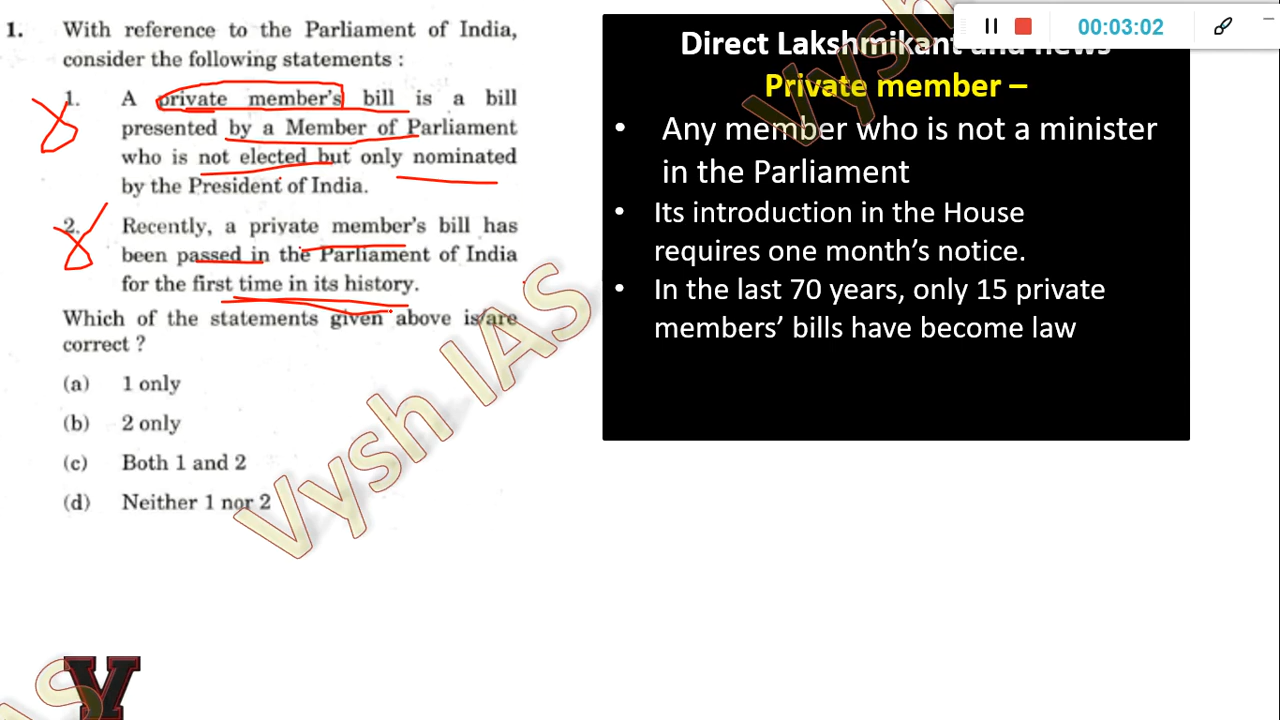 1. With reference to the Parliament of India,
consider the following statements :
1. A private member's bill is a bill
presented by a Member of Parliament
who is not elected but only nominated
by the President of India.
2. Recently, a private member's bill has
been passed in the Parliament of India
for the first time in its history.
Which of the statements given above is/are
correct ?
(a) 1 only
(b) 2 only
(c) Both 1 and 2
(d) Neither 1 nor 2
00:03:02
Direct Lakshmikant and news
Private member –
• Any member who is not a minister
in the Parliament
• Its introduction in the House
requires one month's notice.
• In the last 70 years, only 15 private
members' bills have become law
Vysh
Vysh IAS
AS
V